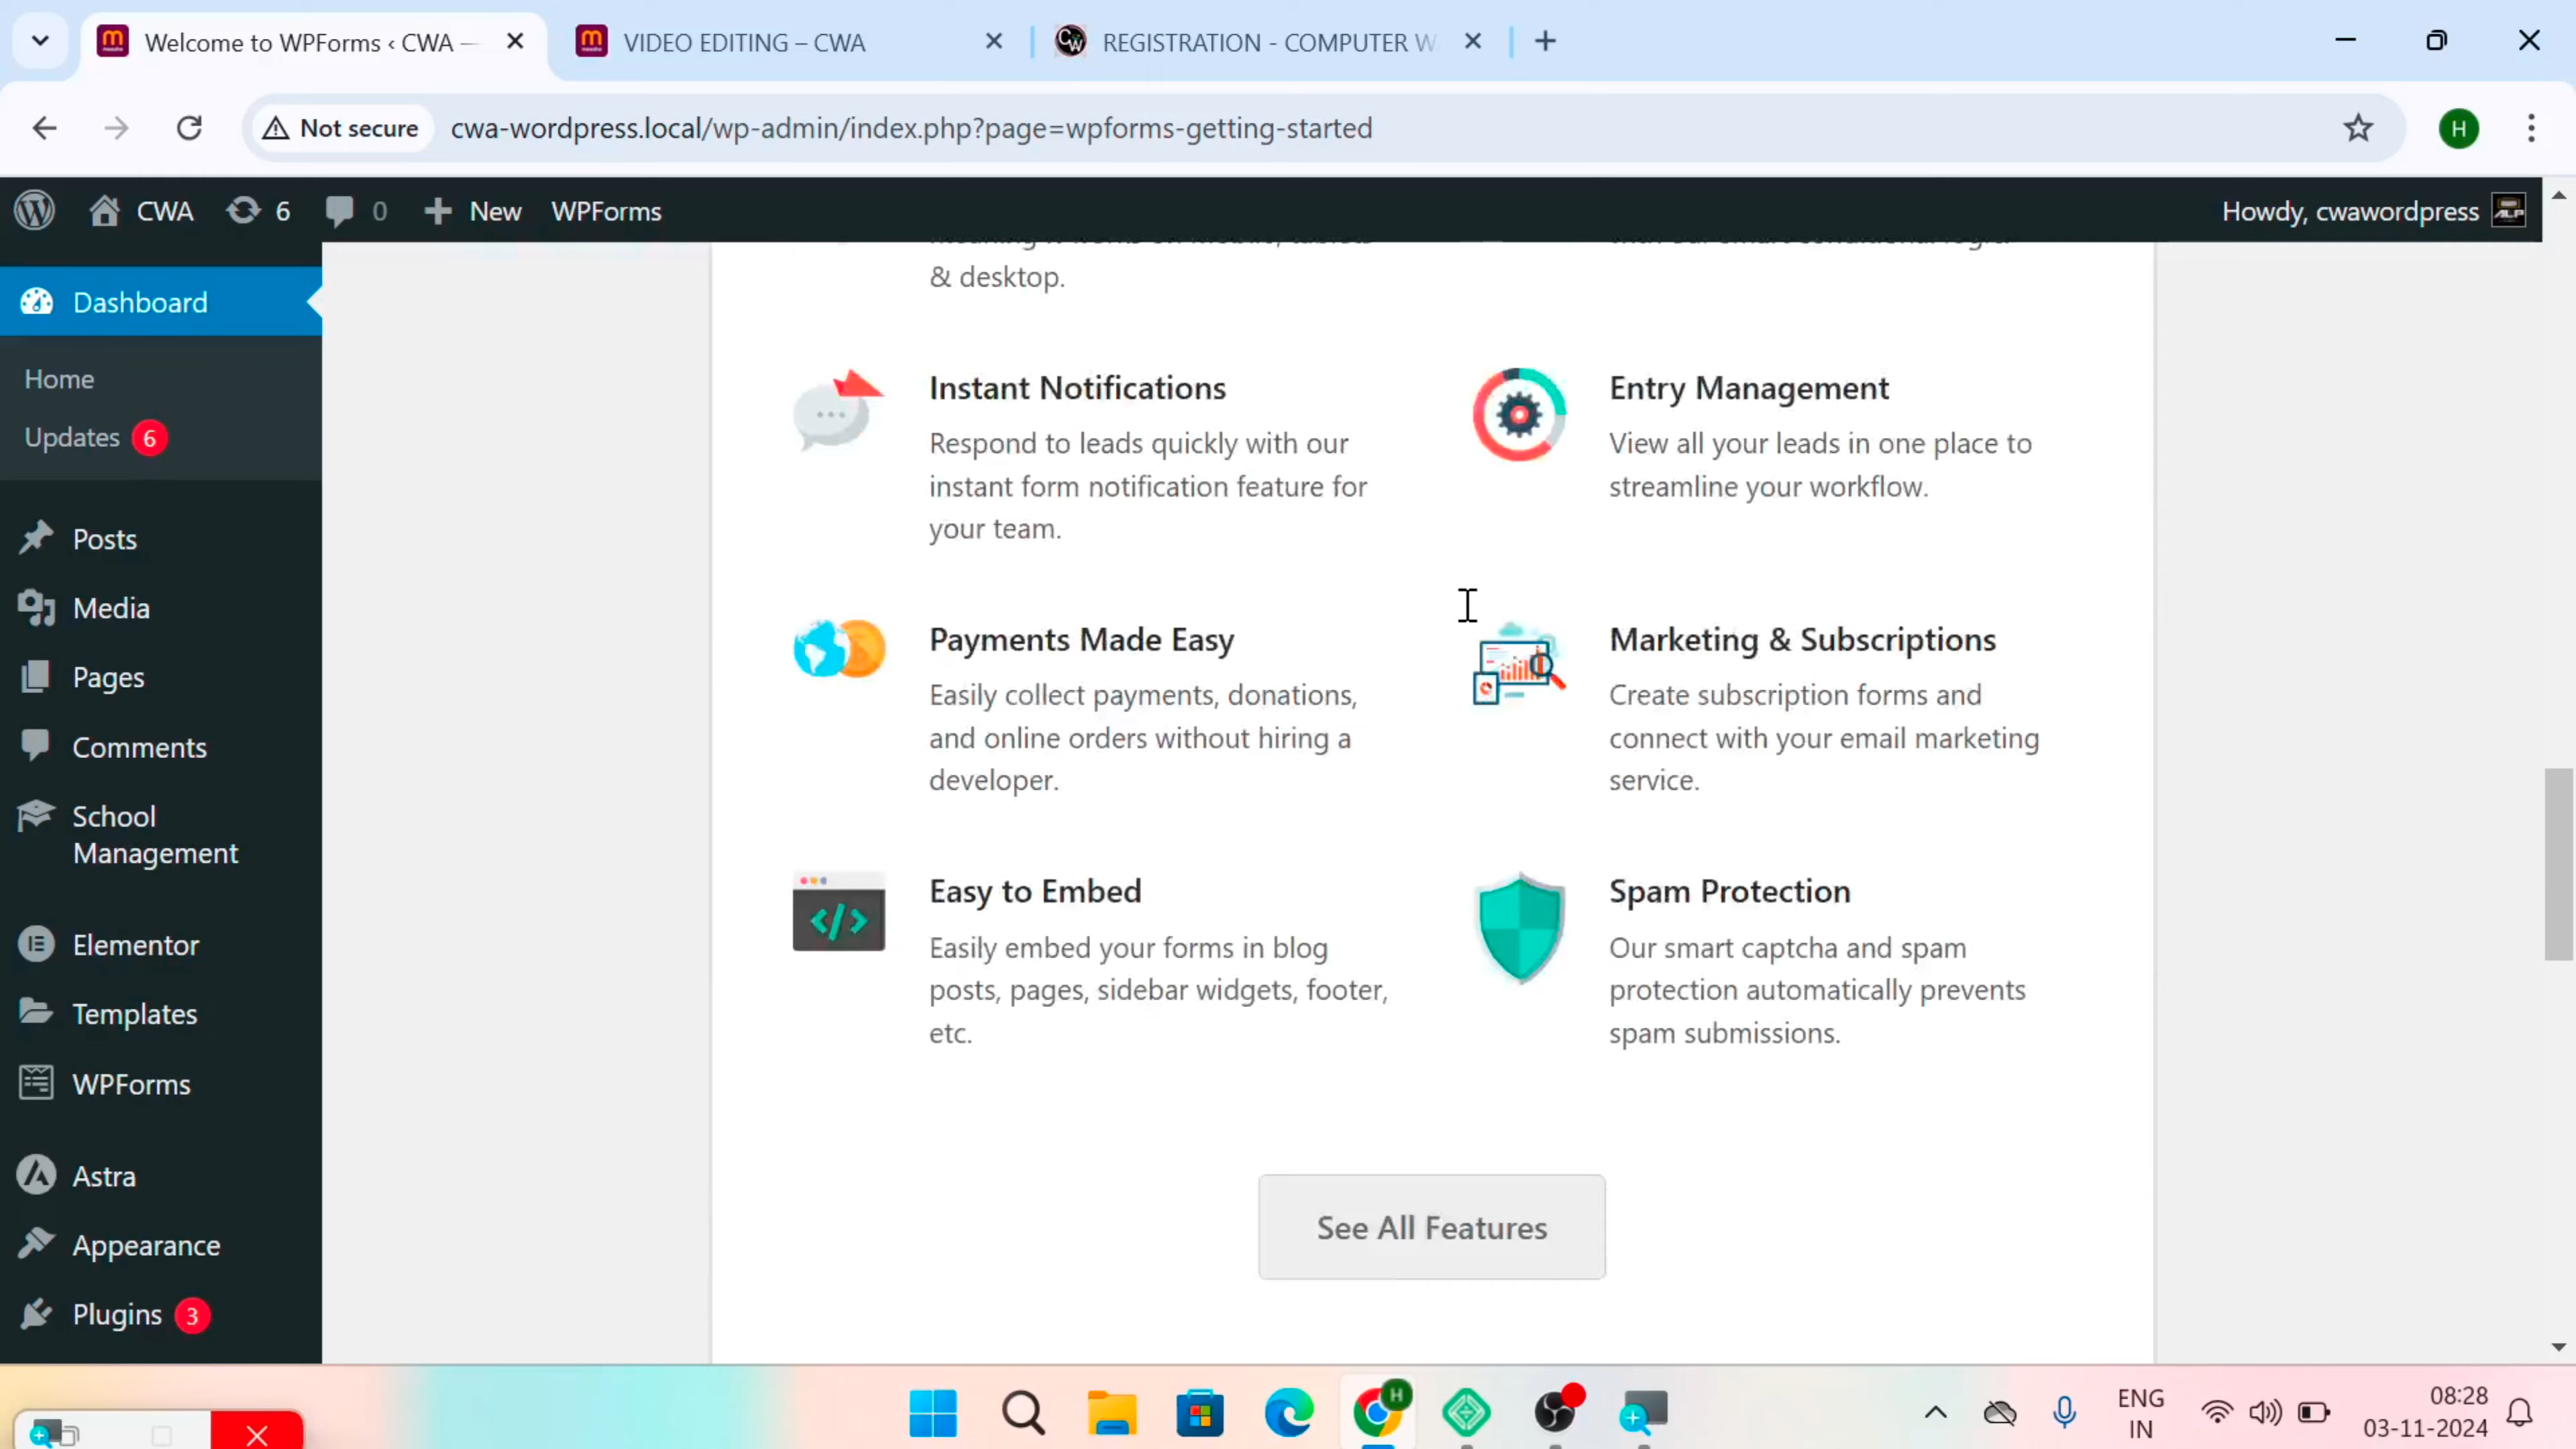 Welcome to WPForms ‹ CWA —
VIDEO EDITING – CWA
REGISTRATION - COMPUTER W
Not secure
cwa-wordpress.local/wp-admin/index.php?page=wpforms-getting-started
H
CWA
6
0
New
WPForms
Howdy, cwawordpress
Dashboard
Home
Updates 6
Posts
Media
Pages
Comments
School
Management
Elementor
Templates
WPForms
Astra
Appearance
Plugins 3
& desktop.
Instant Notifications
Respond to leads quickly with our
instant form notification feature for
your team.
Entry Management
View all your leads in one place to
streamline your workflow.
Payments Made Easy
Easily collect payments, donations,
and online orders without hiring a
developer.
Marketing & Subscriptions
Create subscription forms and
connect with your email marketing
service.
Easy to Embed
Easily embed your forms in blog
posts, pages, sidebar widgets, footer,
etc.
Spam Protection
Our smart captcha and spam
protection automatically prevents
spam submissions.
See All Features
H
ENG
IN
08:28
03-11-2024